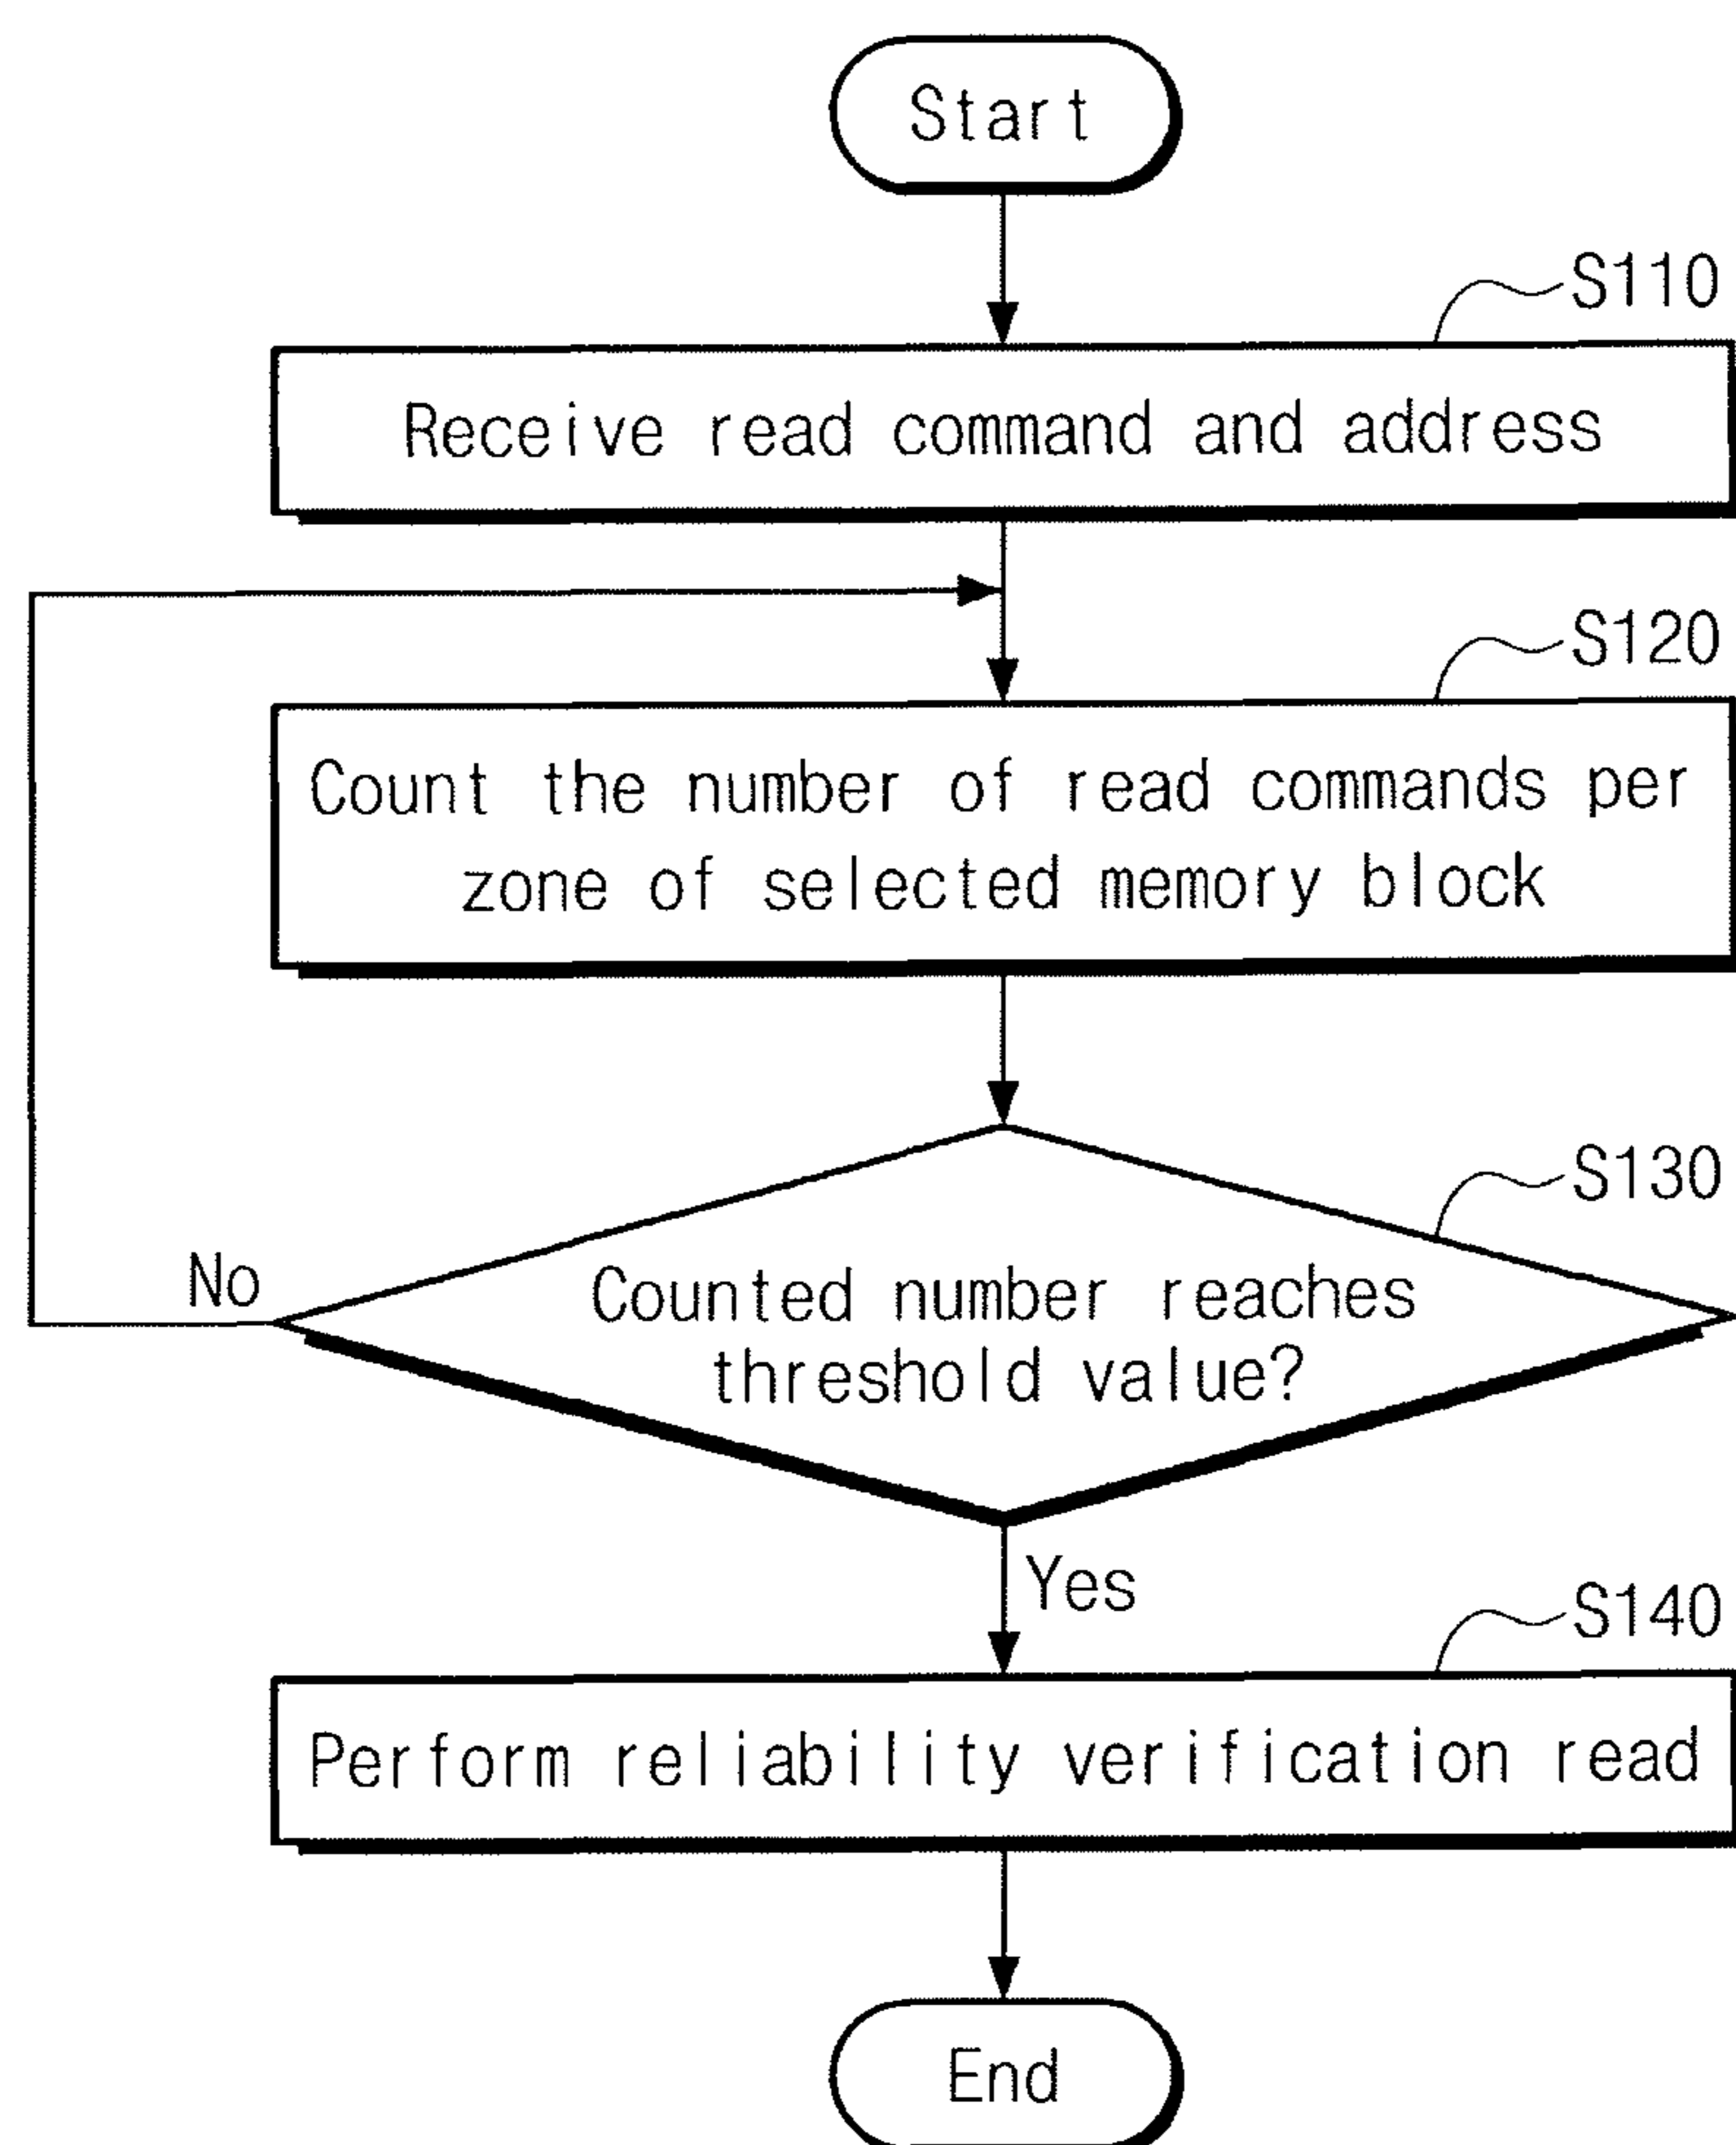 Start
S110
Receive read command and address
S120
Count the number of read commands per
zone of selected memory block
S130
No
Counted number reaches
threshold value?
Yes
S140
Perform reliability verification read
End